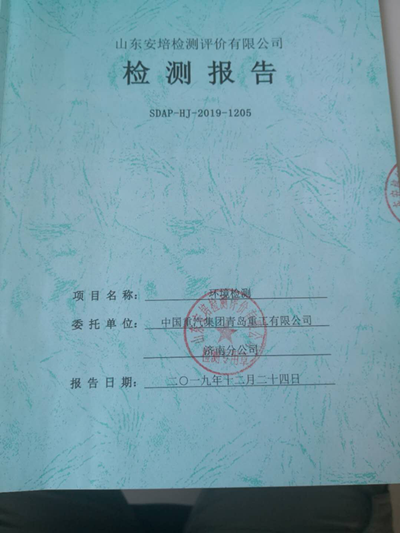 山东安培检测评价有限公司
检测报告
SDAP-HJ-2019-1205
项目名称：环境检测
委托单位：中国重汽集团青岛重工有限公司
济南分公司
报告日期：二〇一九年十二月二十四日